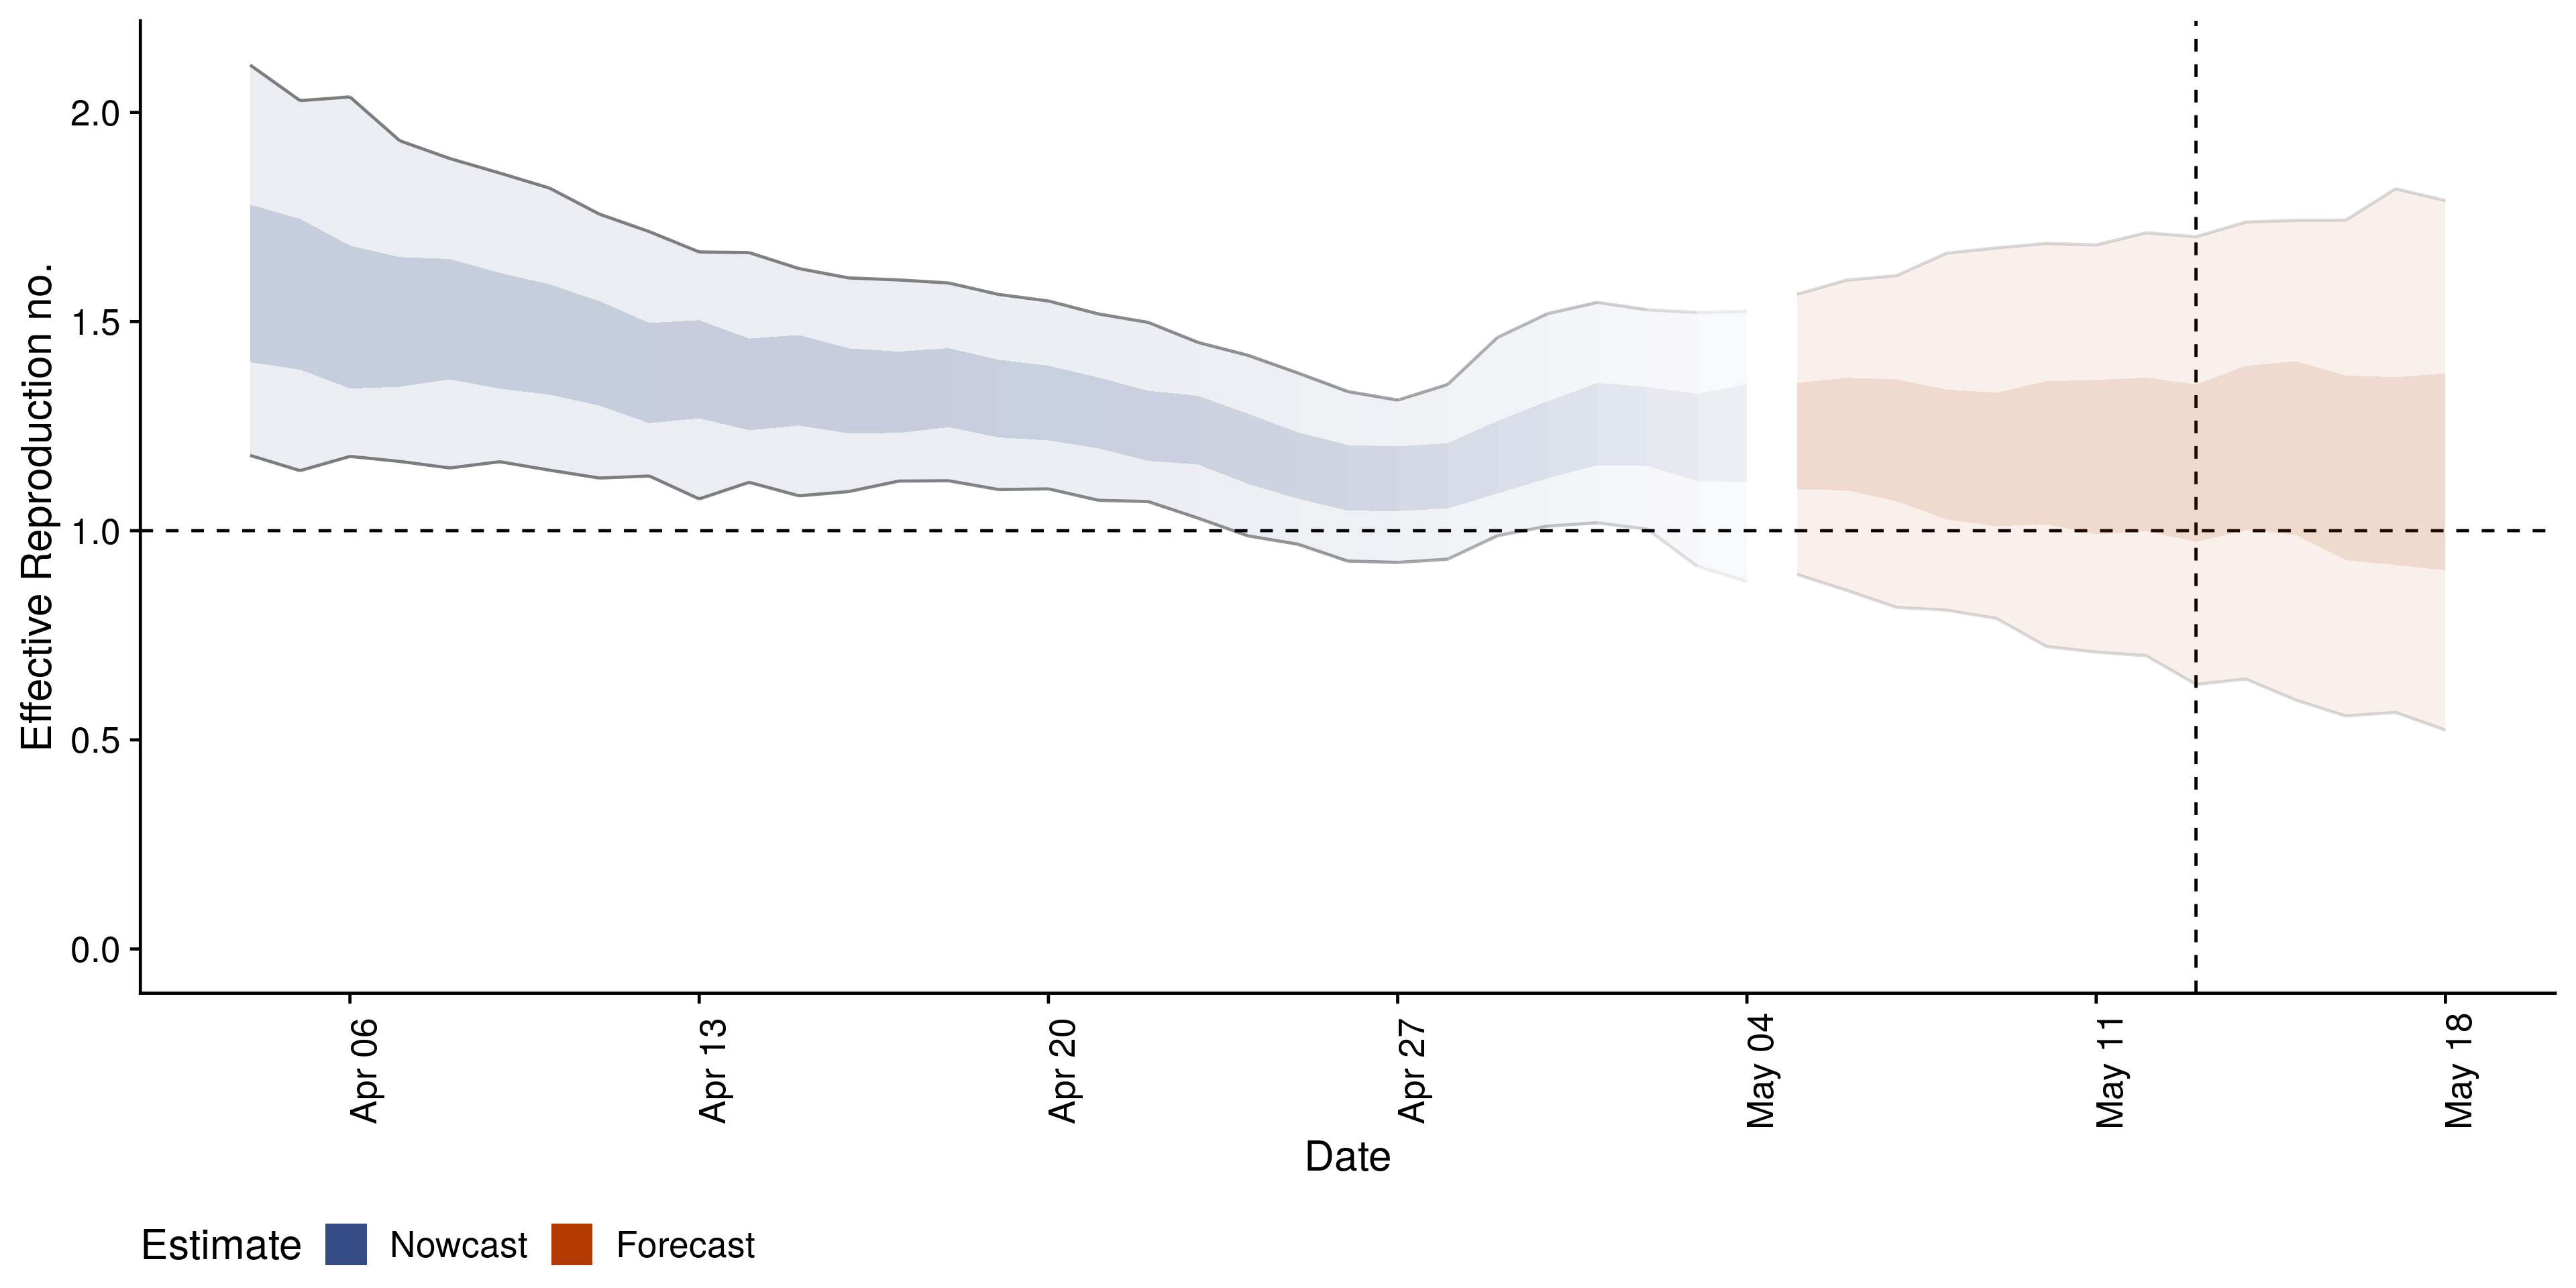 Effective Reproduction no.
2.0
1.5
1.0
0.5
0.0
Apr 06
Apr 13
Apr 20
Apr 27
May 04
May 11
May 18
Date
Estimate Nowcast Forecast